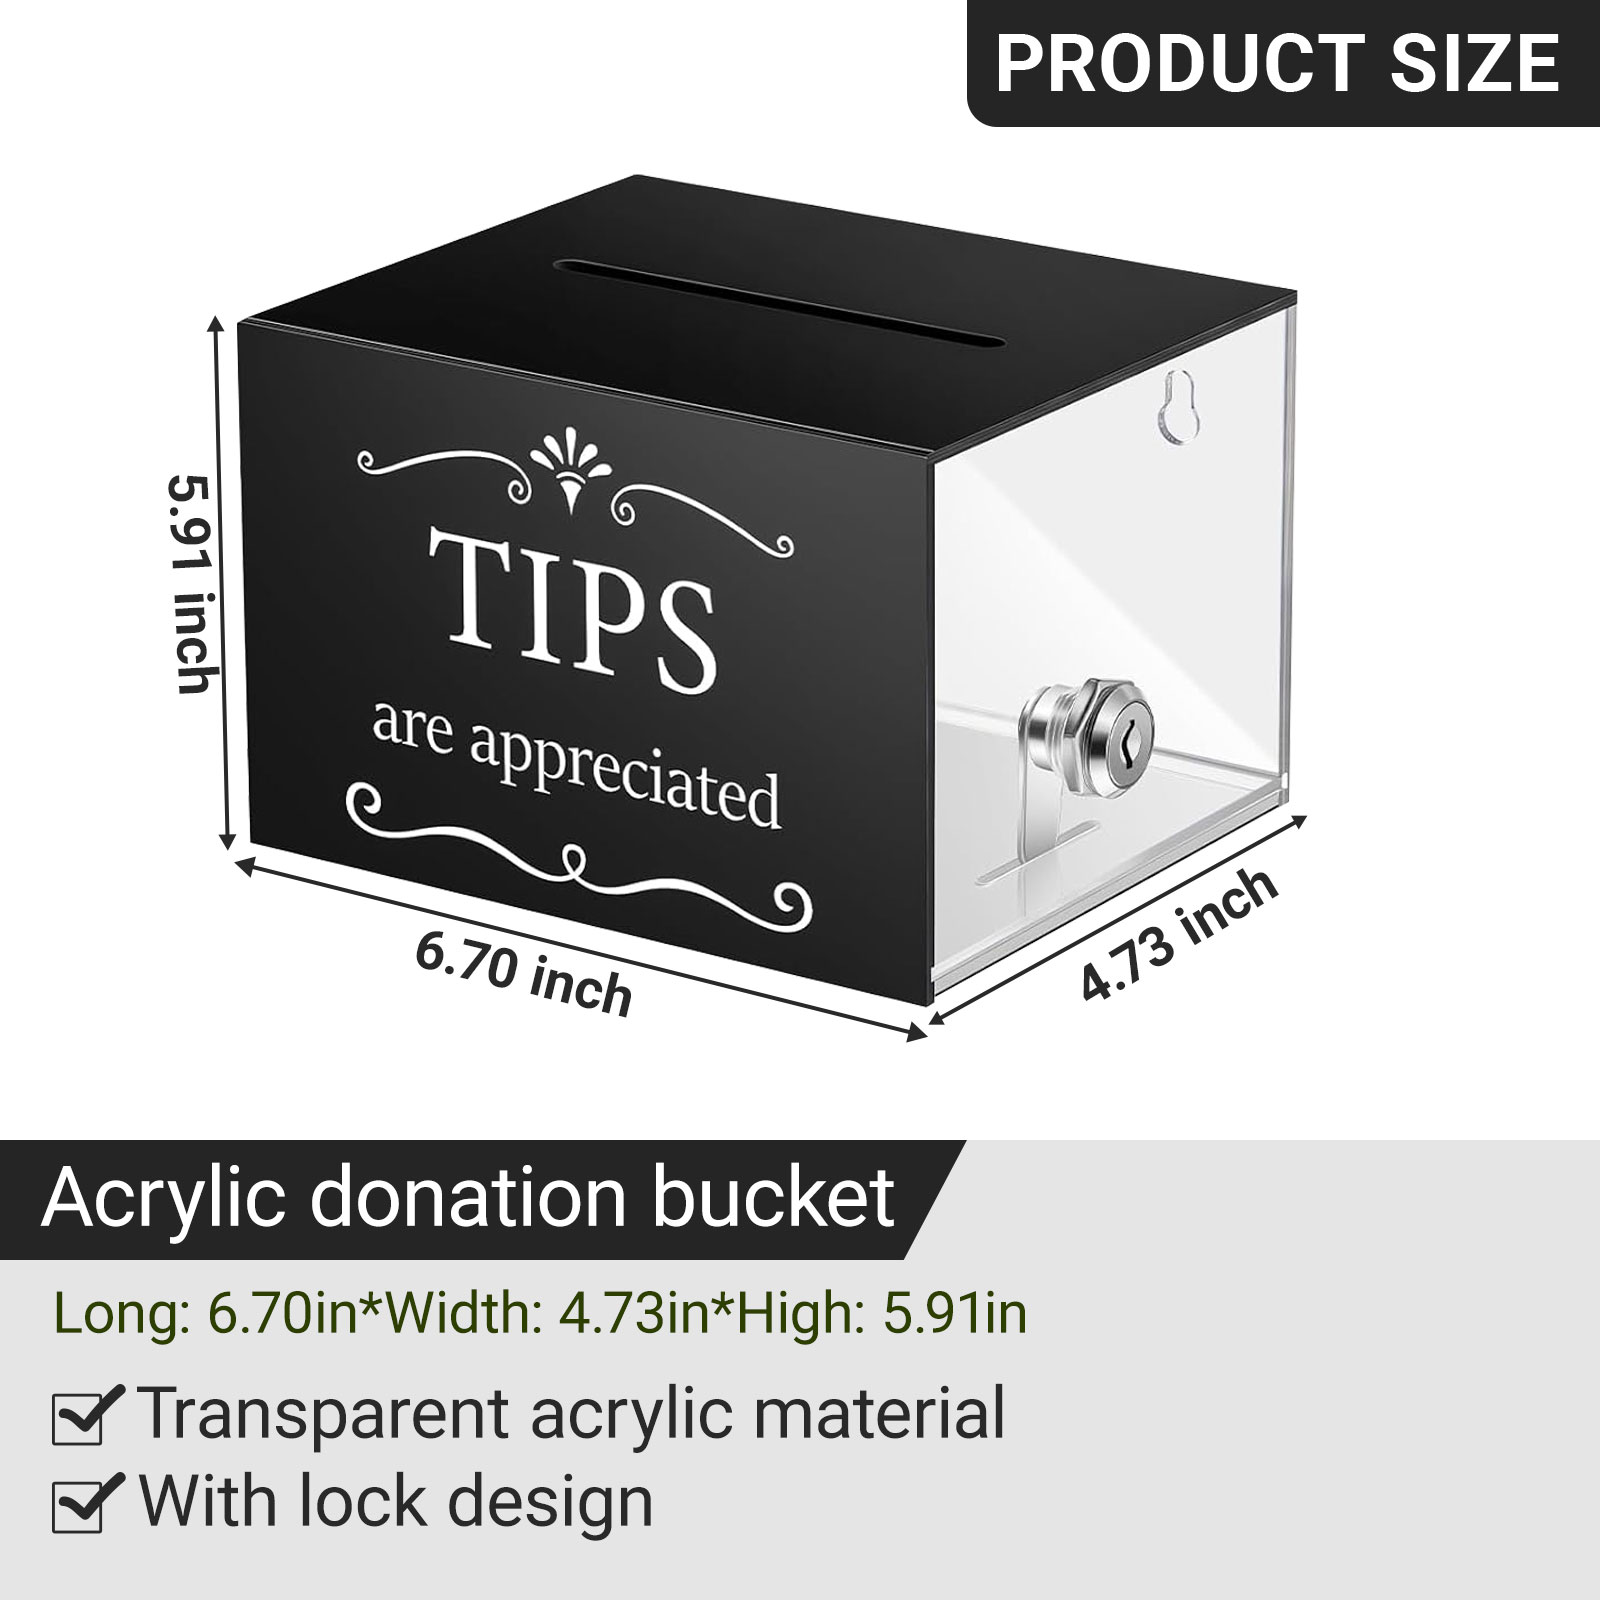 PRODUCT SIZE
5.91 inch
TIPS
are appreciated
6.70 inch
4.73 inch
Acrylic donation bucket
Long: 6.70in*Width: 4.73in*High: 5.91in
Transparent acrylic material
With lock design